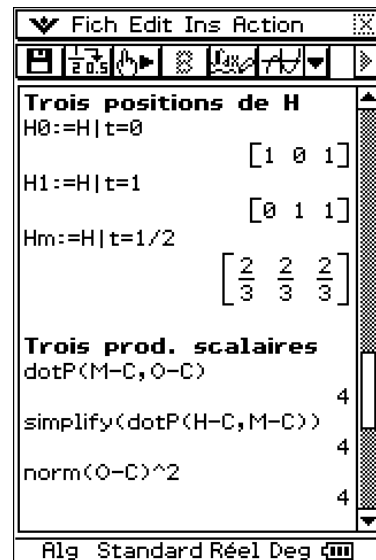 Fich Edit Ins Action
Trois positions de H
H0:=H|t=0
[1 0 1]
H1:=H|t=1
[0 1 1]
Hm:=H|t=1/2
[2/3 2/3 2/3]
Trois prod. scalaires
dotP(M-C,O-C)
4
simplify(dotP(H-C,M-C))
4
norm(O-C)^2
4
Alg Standard Réel Deg